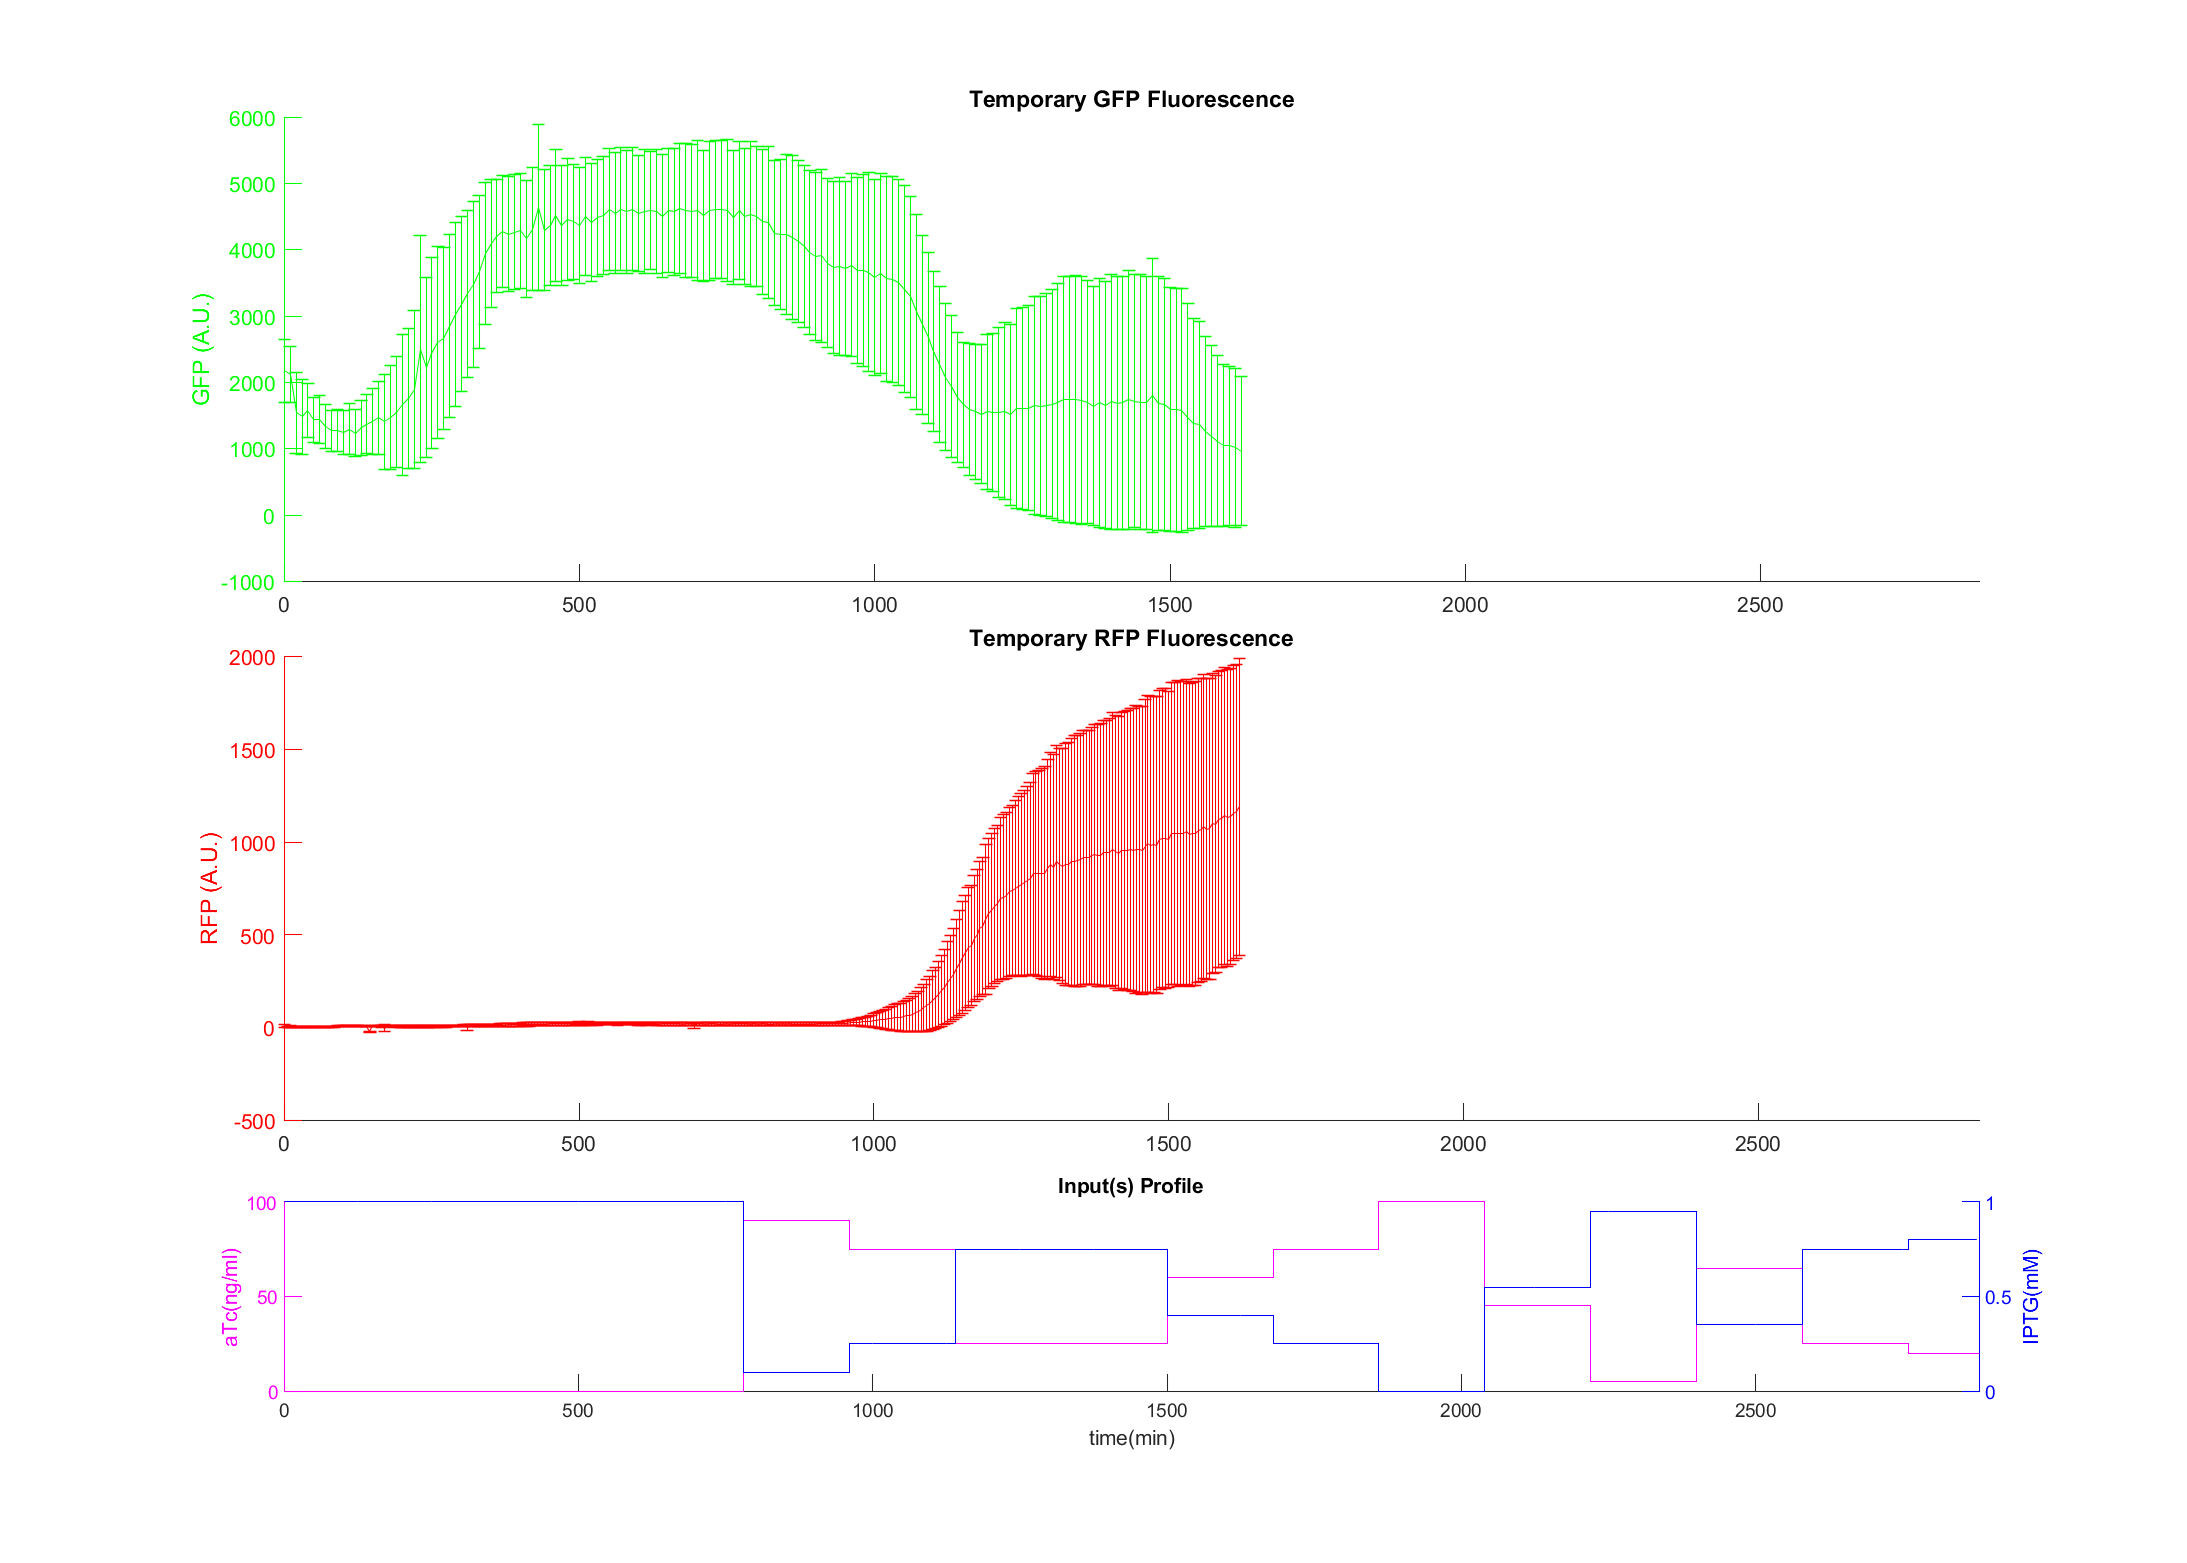 Temporary GFP Fluorescence
6000
5000
4000
3000
2000
1000
0
-1000
GFP (A.U.)
0 500 1000 1500 2000 2500
Temporary RFP Fluorescence
2000
1500
1000
500
0
-500
RFP (A.U.)
0 500 1000 1500 2000 2500
Input(s) Profile
100
50
0
aTc(ng/ml)
1
0.5
0
IPTG(mM)
0 500 1000 1500 2000 2500
time(min)